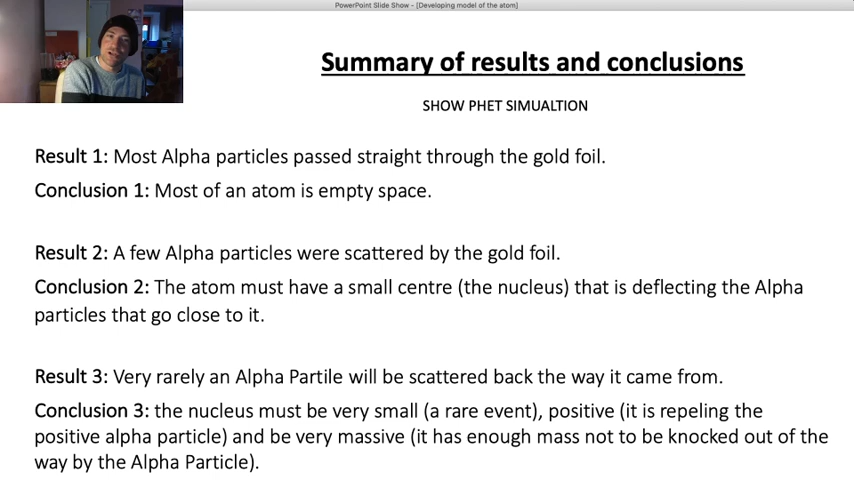 PowerPoint Slide Show - [Developing model of the atom]
Summary of results and conclusions
SHOW PHET SIMUALTION
Result 1: Most Alpha particles passed straight through the gold foil.
Conclusion 1: Most of an atom is empty space.
Result 2: A few Alpha particles were scattered by the gold foil.
Conclusion 2: The atom must have a small centre (the nucleus) that is deflecting the Alpha
particles that go close to it.
Result 3: Very rarely an Alpha Partile will be scattered back the way it came from.
Conclusion 3: the nucleus must be very small (a rare event), positive (it is repeling the
positive alpha particle) and be very massive (it has enough mass not to be knocked out of the
way by the Alpha Particle).